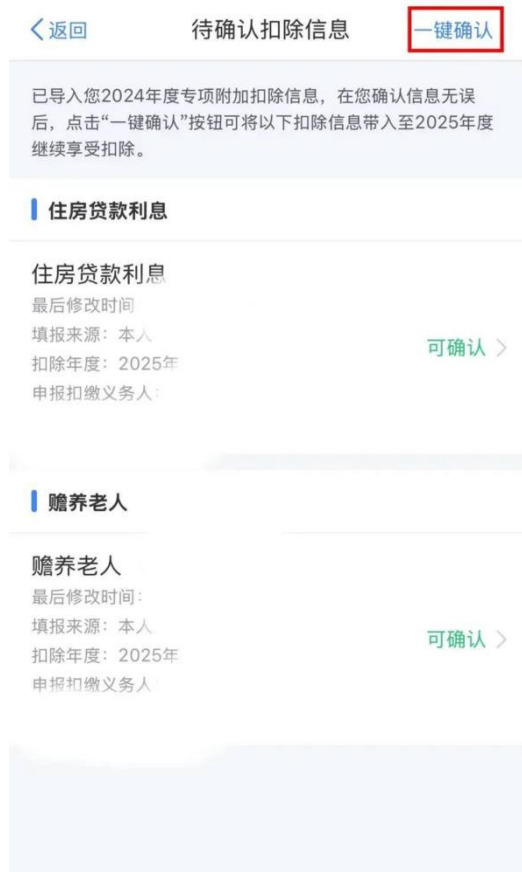 返回
待确认扣除信息
一键确认
已导入您2024年度专项附加扣除信息，在您确认信息无误
后，点击“一键确认”按钮可将以下扣除信息带入至2025年度
继续享受扣除。
住房贷款利息
住房贷款利息
最后修改时间
填报来源：本人
扣除年度：2025年
申报扣缴义务人：
可确认
赡养老人
赡养老人
最后修改时间：
填报来源：本人
扣除年度：2025年
申报扣缴义务人
可确认